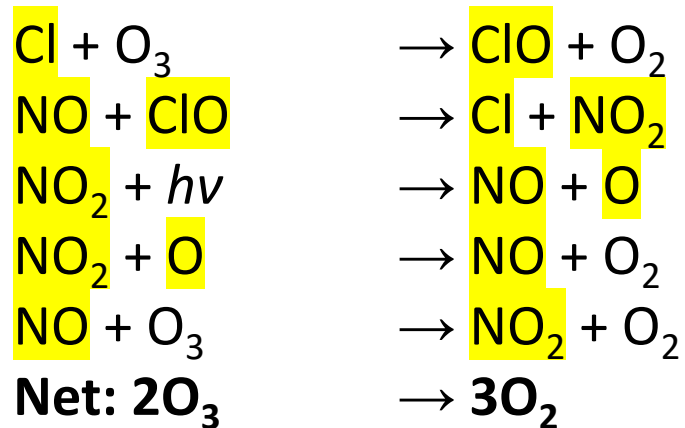 Cl + O₃ → ClO + O₂
NO + ClO → Cl + NO₂
NO₂ + hν → NO + O
NO₂ + O → NO + O₂
NO + O₃ → NO₂ + O₂
Net: 2O₃ → 3O₂